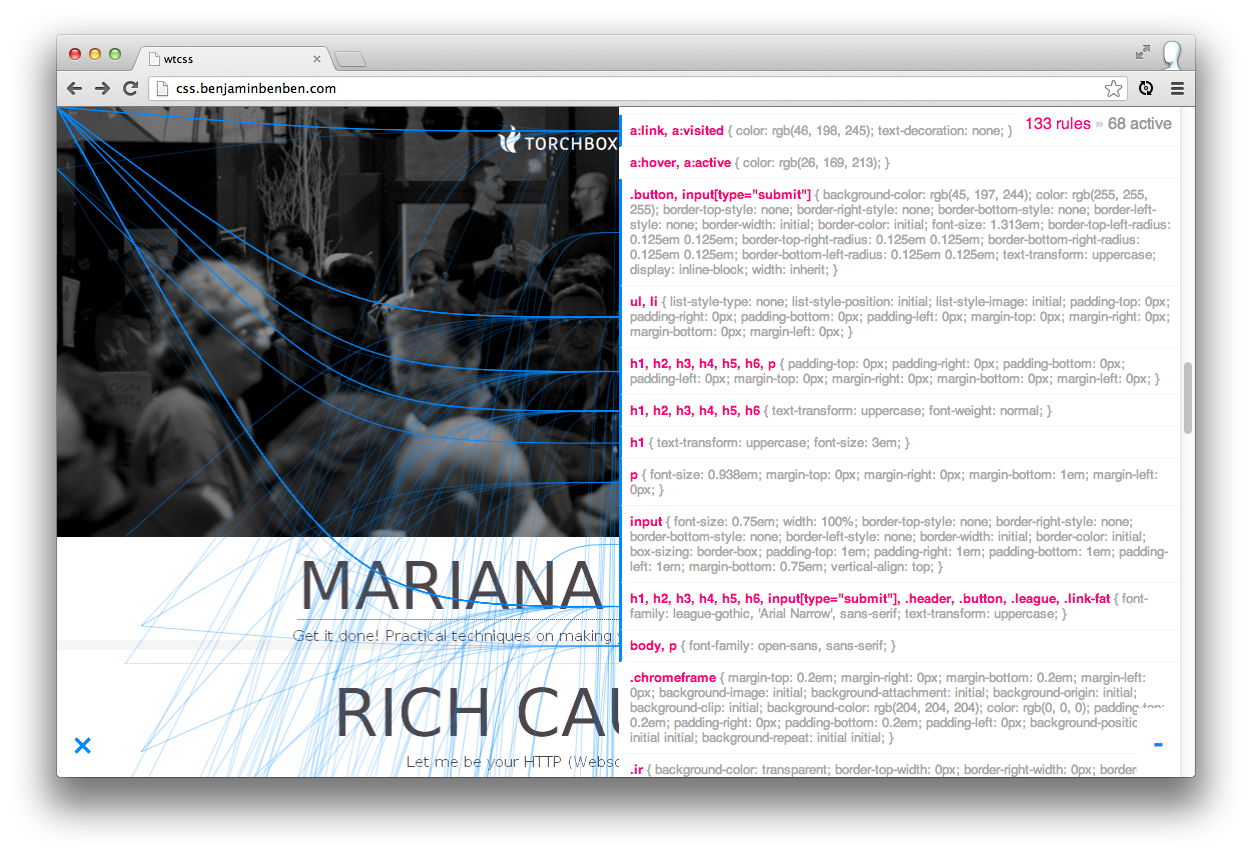 wtcss
css.benjaminbenben.com
TORCHBOX
MARIANA
Get it done! Practical techniques on making
RICH CAU
Let me be your HTTP (Webso
133 rules » 68 active
a:link, a:visited { color: rgb(46, 198, 245); text-decoration: none; }
a:hover, a:active { color: rgb(26, 169, 213); }
.button, input[type="submit"] { background-color: rgb(45, 197, 244); color: rgb(255, 255,
255); border-top-style: none; border-right-style: none; border-bottom-style: none; border-left-
style: none; border-width: initial; border-color: initial; font-size: 1.313em; border-top-left-radius:
0.125em 0.125em; border-top-right-radius: 0.125em 0.125em; border-bottom-right-radius:
0.125em 0.125em; border-bottom-left-radius: 0.125em 0.125em; text-transform: uppercase;
display: inline-block; width: inherit; }
ul, li { list-style-type: none; list-style-position: initial; list-style-image: initial; padding-top: 0px;
padding-right: 0px; padding-bottom: 0px; padding-left: 0px; margin-top: 0px; margin-right: 0px;
margin-bottom: 0px; margin-left: 0px; }
h1, h2, h3, h4, h5, h6, p { padding-top: 0px; padding-right: 0px; padding-bottom: 0px;
padding-left: 0px; margin-top: 0px; margin-right: 0px; margin-bottom: 0px; margin-left: 0px; }
h1, h2, h3, h4, h5, h6 { text-transform: uppercase; font-weight: normal; }
h1 { text-transform: uppercase; font-size: 3em; }
p { font-size: 0.938em; margin-top: 0px; margin-right: 0px; margin-bottom: 1em; margin-left:
0px; }
input { font-size: 0.75em; width: 100%; border-top-style: none; border-right-style: none;
border-bottom-style: none; border-left-style: none; border-width: initial; border-color: initial;
box-sizing: border-box; padding-top: 1em; padding-right: 1em; padding-bottom: 1em; padding-
left: 1em; margin-bottom: 0.75em; vertical-align: top; }
h1, h2, h3, h4, h5, h6, input[type="submit"], .header, .button, .league, .link-fat { font-
family: league-gothic, 'Arial Narrow', sans-serif; text-transform: uppercase; }
body, p { font-family: open-sans, sans-serif; }
.chromeframe { margin-top: 0.2em; margin-right: 0px; margin-bottom: 0.2em; margin-left:
0px; background-image: initial; background-attachment: initial; background-origin: initial;
background-clip: initial; background-color: rgb(204, 204, 204); color: rgb(0, 0, 0); padding-top:
0.2em; padding-right: 0px; padding-bottom: 0.2em; padding-left: 0px; background-positic
initial initial; background-repeat: initial initial; }
.ir { background-color: transparent; border-top-width: 0px; border-right-width: 0px; border-